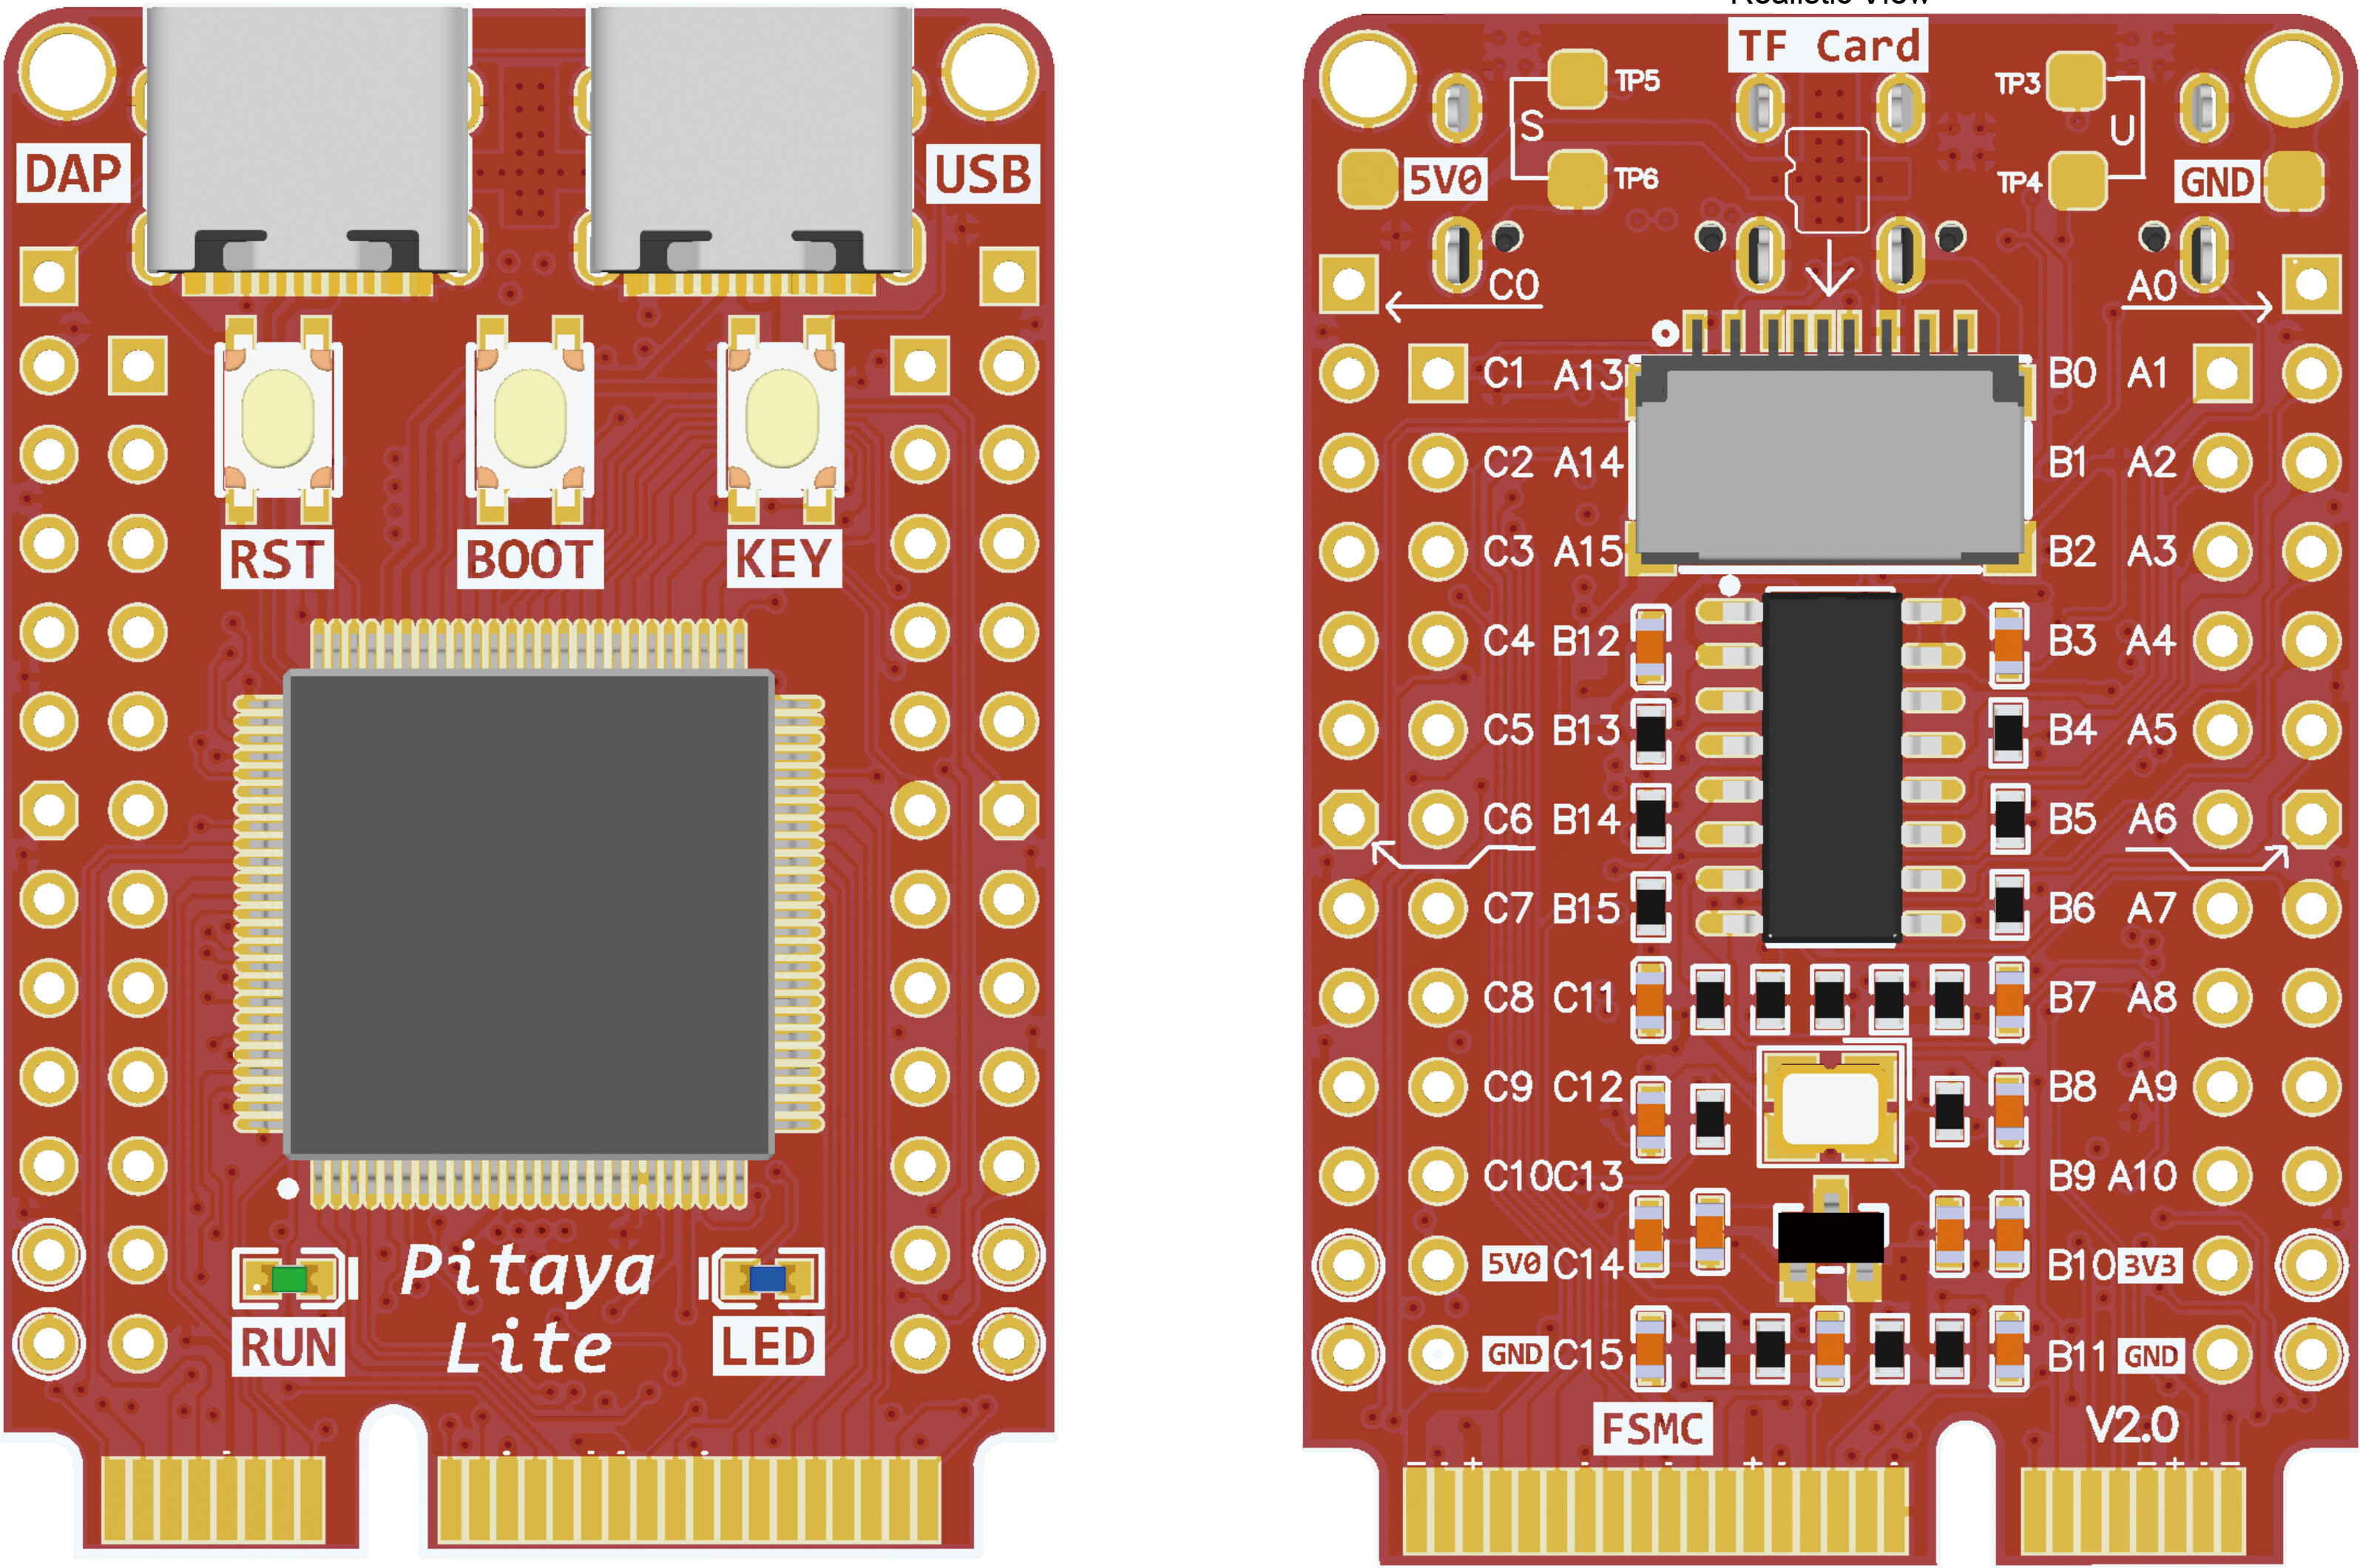 DAP
USB
RST
BOOT
KEY
Pitaya
Lite
RUN
LED
Realistic View
TF Card
TP5
TP3
S
U
5V0
TP6
TP4
GND
C0
A0
C1 A13
B0 A1
C2 A14
B1 A2
C3 A15
B2 A3
C4 B12
B3 A4
C5 B13
B4 A5
C6 B14
B5 A6
C7 B15
B6 A7
C8 C11
B7 A8
C9 C12
B8 A9
C10 C13
B9 A10
5V0 C14
B10 3V3
GND C15
B11 GND
FSMC
V2.0